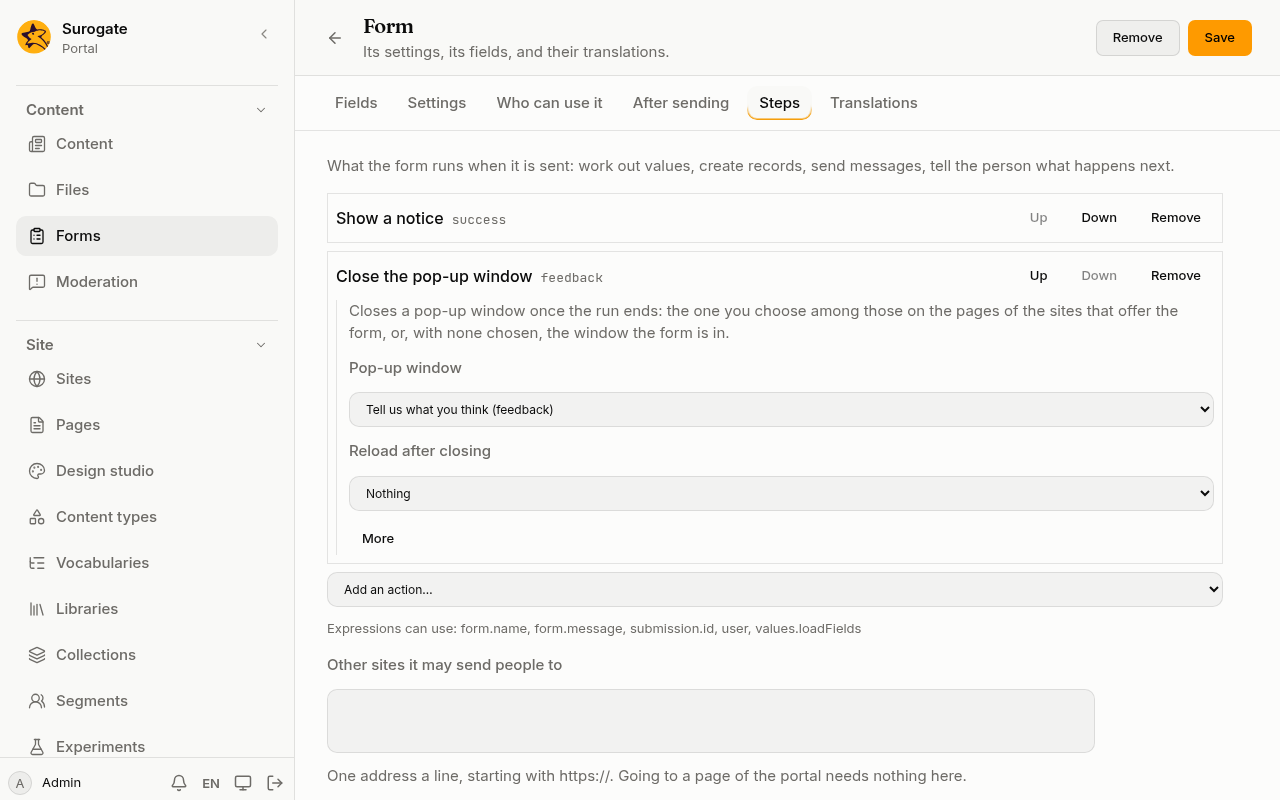 Surogate
Portal
Content
Content
Files
Forms
Moderation
Site
Sites
Pages
Design studio
Content types
Vocabularies
Libraries
Collections
Segments
Experiments
A Admin EN
Form
Its settings, its fields, and their translations.
Remove Save
Fields Settings Who can use it After sending Steps Translations
What the form runs when it is sent: work out values, create records, send messages, tell the person what happens next.
Show a notice success Up Down Remove
Close the pop-up window feedback Up Down Remove
Closes a pop-up window once the run ends: the one you choose among those on the pages of the sites that offer the
form, or, with none chosen, the window the form is in.
Pop-up window
Tell us what you think (feedback)
Reload after closing
Nothing
More
Add an action...
Expressions can use: form.name, form.message, submission.id, user, values.loadFields
Other sites it may send people to
One address a line, starting with https://. Going to a page of the portal needs nothing here.